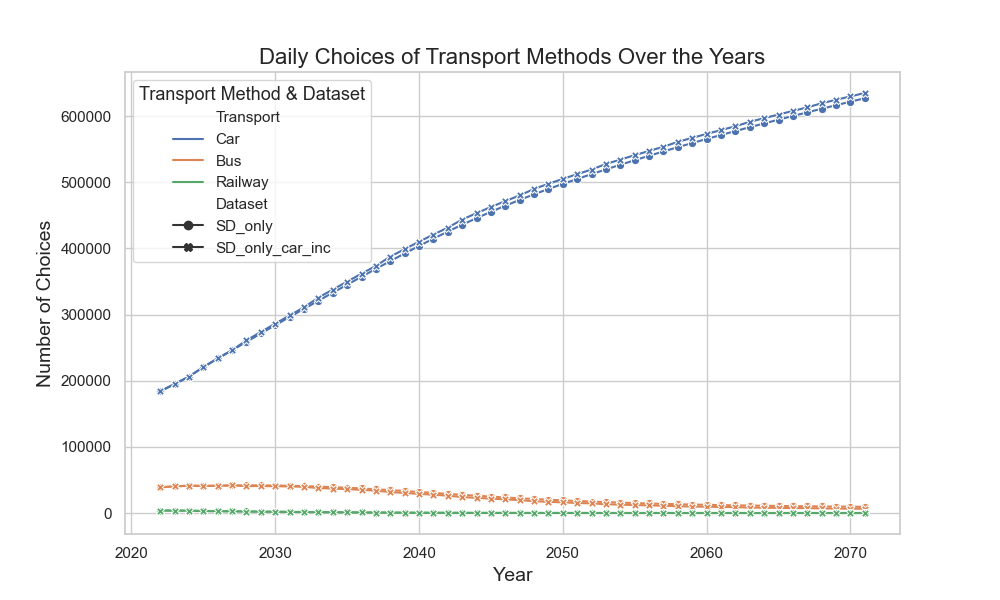 Daily Choices of Transport Methods Over the Years
Transport Method & Dataset
Transport
Car
Bus
Railway
Dataset
SD_only
SD_only_car_inc
Number of Choices
600000
500000
400000
300000
200000
100000
0
2020 2030 2040 2050 2060 2070
Year